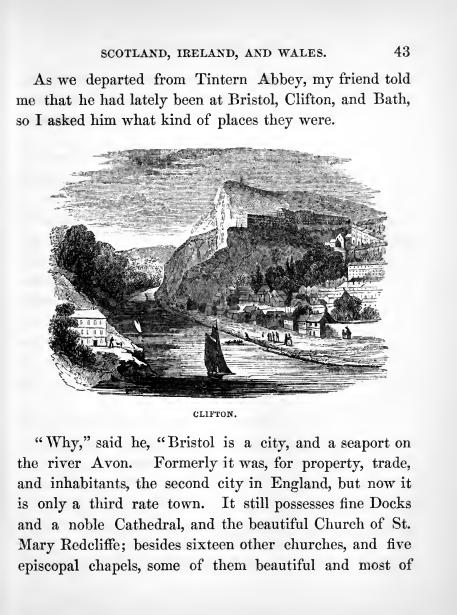 SCOTLAND, IRELAND, AND WALES. 43
As we departed from Tintern Abbey, my friend told
me that he had lately been at Bristol, Clifton, and Bath,
so I asked him what kind of places they were.
CLIFTON.
“Why,” said he, “Bristol is a city, and a seaport on
the river Avon. Formerly it was, for property, trade,
and inhabitants, the second city in England, but now it
is only a third rate town. It still possesses fine Docks
and a noble Cathedral, and the beautiful Church of St.
Mary Redcliffe; besides sixteen other churches, and five
episcopal chapels, some of them beautiful and most of